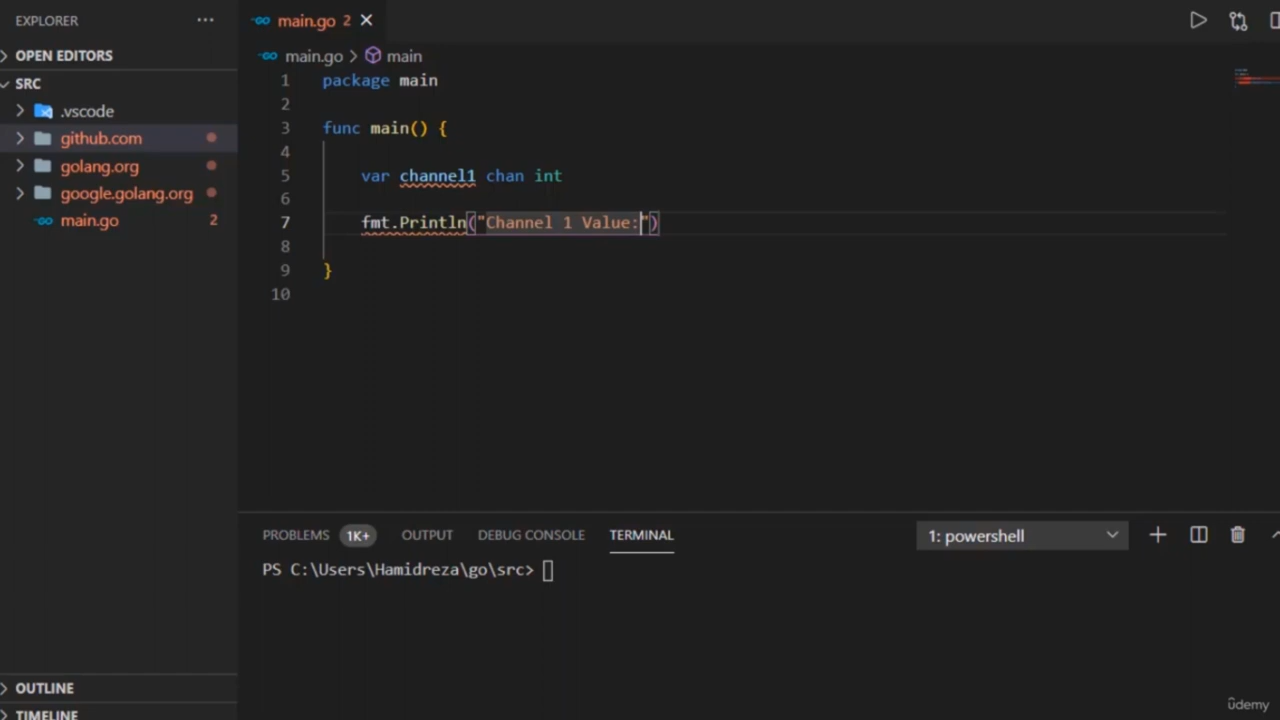 EXPLORER
main.go 2
OPEN EDITORS
SRC
.vscode
github.com
golang.org
google.golang.org
main.go 2
main.go > main
1 package main
2
3 func main() {
4
5 var channel1 chan int
6
7 fmt.Println("Channel 1 Value:")
8
9 }
10
PROBLEMS 1K+ OUTPUT DEBUG CONSOLE TERMINAL 1: powershell
PS C:\Users\Hamidreza\go\src>
OUTLINE
TIMELINE
ûdemy